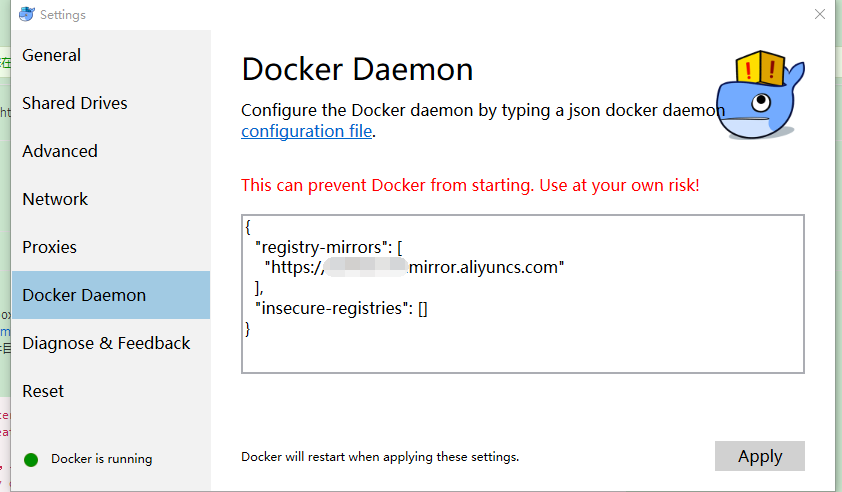 Settings
General
Shared Drives
Advanced
Network
Proxies
Docker Daemon
Diagnose & Feedback
Reset
Docker is running
Docker Daemon
Configure the Docker daemon by typing a json docker daemon
configuration file.
This can prevent Docker from starting. Use at your own risk!
{
"registry-mirrors": [
"https://.mirror.aliyuncs.com"
],
"insecure-registries": []
}
Docker will restart when applying these settings.
Apply